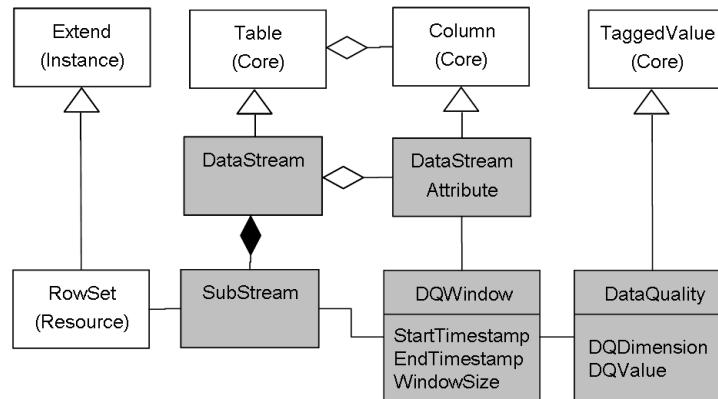 Extend
(Instance)
Table
(Core)
Column
(Core)
TaggedValue
(Core)
DataStream
DataStream
Attribute
RowSet
(Resource)
SubStream
DQWindow
StartTimestamp
EndTimestamp
WindowSize
DataQuality
DQDimension
DQValue